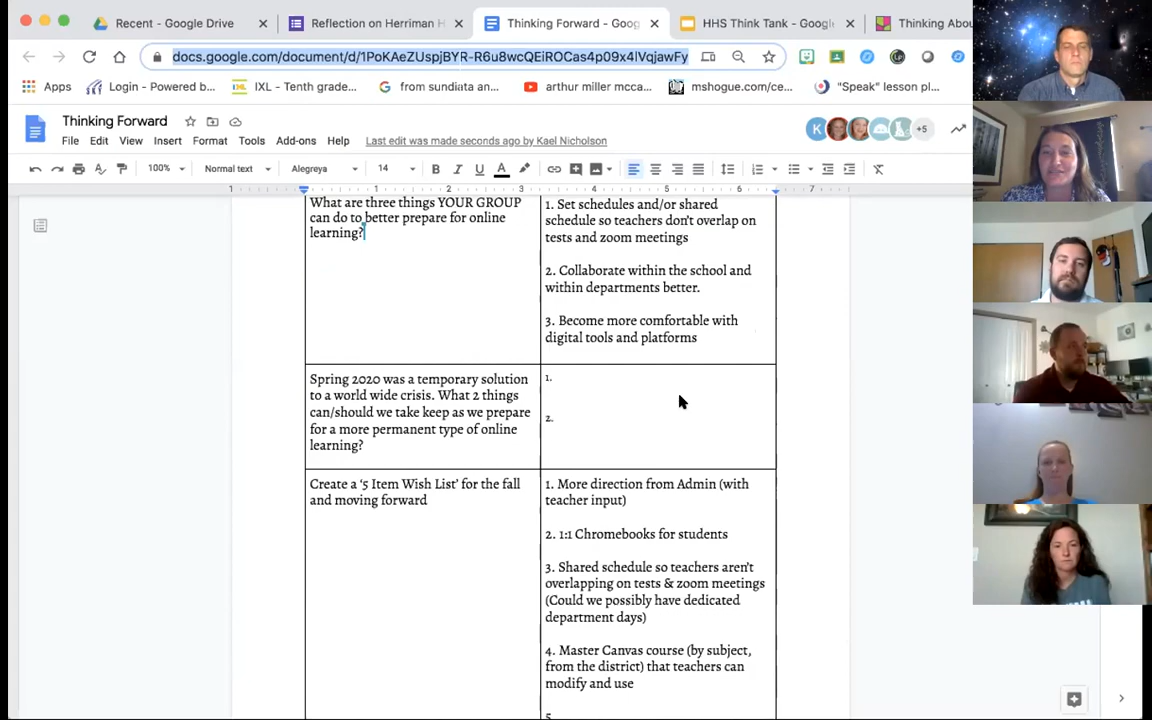 Recent - Google Drive
Reflection on Herriman H
Thinking Forward - Goog
HHS Think Tank - Google
Thinking Abou
docs.google.com/document/d/1PoKAeZUspjBYR-R6u8wcQEiROCas4p09x4lVqjawFy
Apps
Login - Powered b...
IXL - Tenth grade...
from sundiata an...
arthur miller mcca...
mshogue.com/ce...
"Speak" lesson pl...
Thinking Forward
File Edit View Insert Format Tools Add-ons Help
Last edit was made seconds ago by Kael Nicholson
K
+5
100%
Normal text
Alegreya
14
B I U A
1 1 2 3 4 5 6 7
What are three things YOUR GROUP
can do to better prepare for online
learning?
1. Set schedules and/or shared
schedule so teachers don't overlap on
tests and zoom meetings
2. Collaborate within the school and
within departments better.
3. Become more comfortable with
digital tools and platforms
Spring 2020 was a temporary solution
to a world wide crisis. What 2 things
can/should we take keep as we prepare
for a more permanent type of online
learning?
1.
2.
Create a '5 Item Wish List' for the fall
and moving forward
1. More direction from Admin (with
teacher input)
2. 1:1 Chromebooks for students
3. Shared schedule so teachers aren't
overlapping on tests & zoom meetings
(Could we possibly have dedicated
department days)
4. Master Canvas course (by subject,
from the district) that teachers can
modify and use
5.